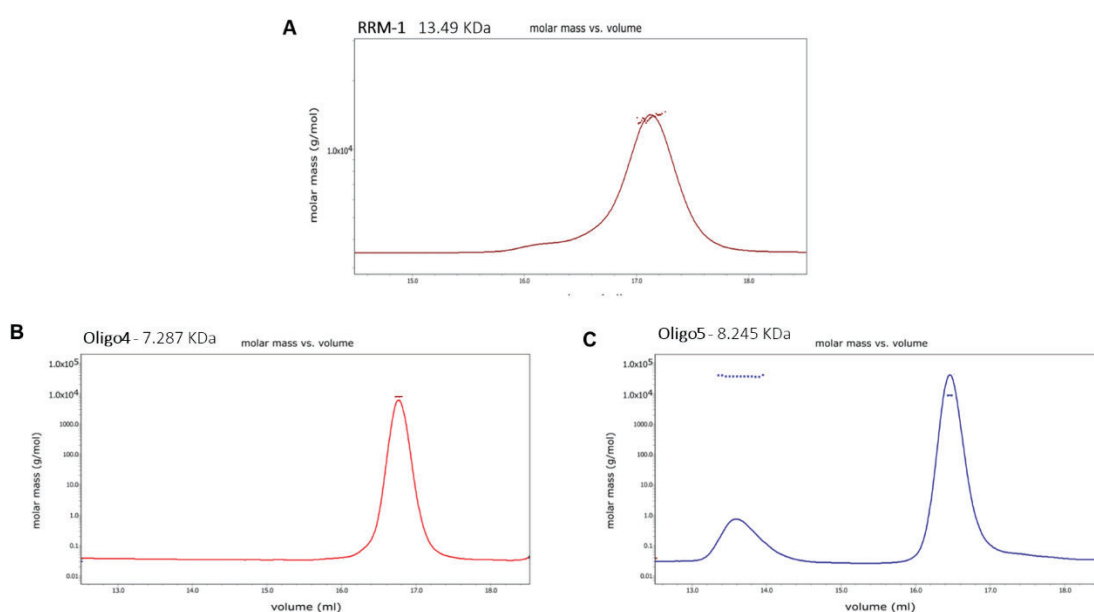 A
RRM-1 13.49 KDa
molar mass vs. volume
molar mass (g/mol)
1.0x10⁴
15.0 16.0 17.0 18.0
B
Oligo4 - 7.287 KDa
molar mass vs. volume
molar mass (g/mol)
1.0x10⁵
1.0x10⁴
1000.0
100.0
10.0
1.0
0.1
0.01
13.0 14.0 15.0 16.0 17.0 18.0
volume (ml)
C
Oligo5 - 8.245 KDa
molar mass vs. volume
molar mass (g/mol)
1.0x10⁵
1.0x10⁴
1000.0
100.0
10.0
1.0
0.1
0.01
13.0 14.0 15.0 16.0 17.0 18.0
volume (ml)